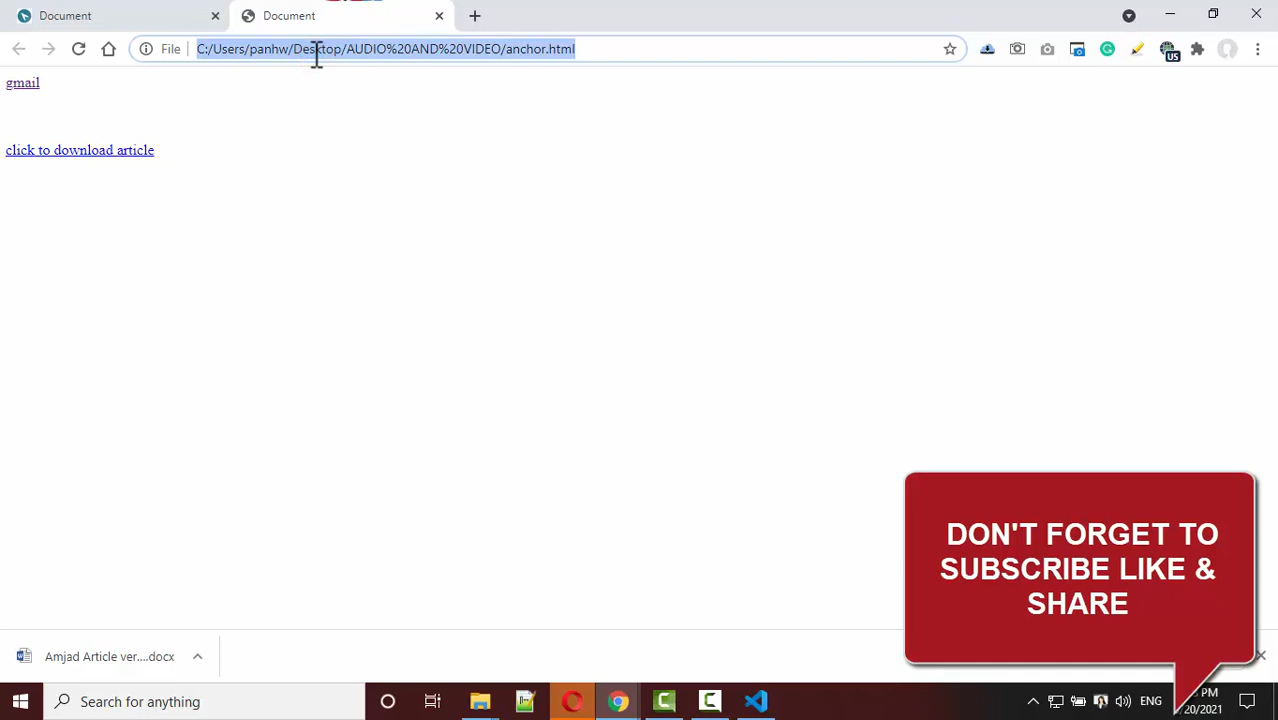 Document
Document
File
C:/Users/panhw/Desktop/AUDIO%20AND%20VIDEO/anchor.html
US
gmail
click to download article
DON'T FORGET TO
SUBSCRIBE LIKE &
SHARE
Amjad Article ver....docx
Search for anything
ENG
PM
/20/2021